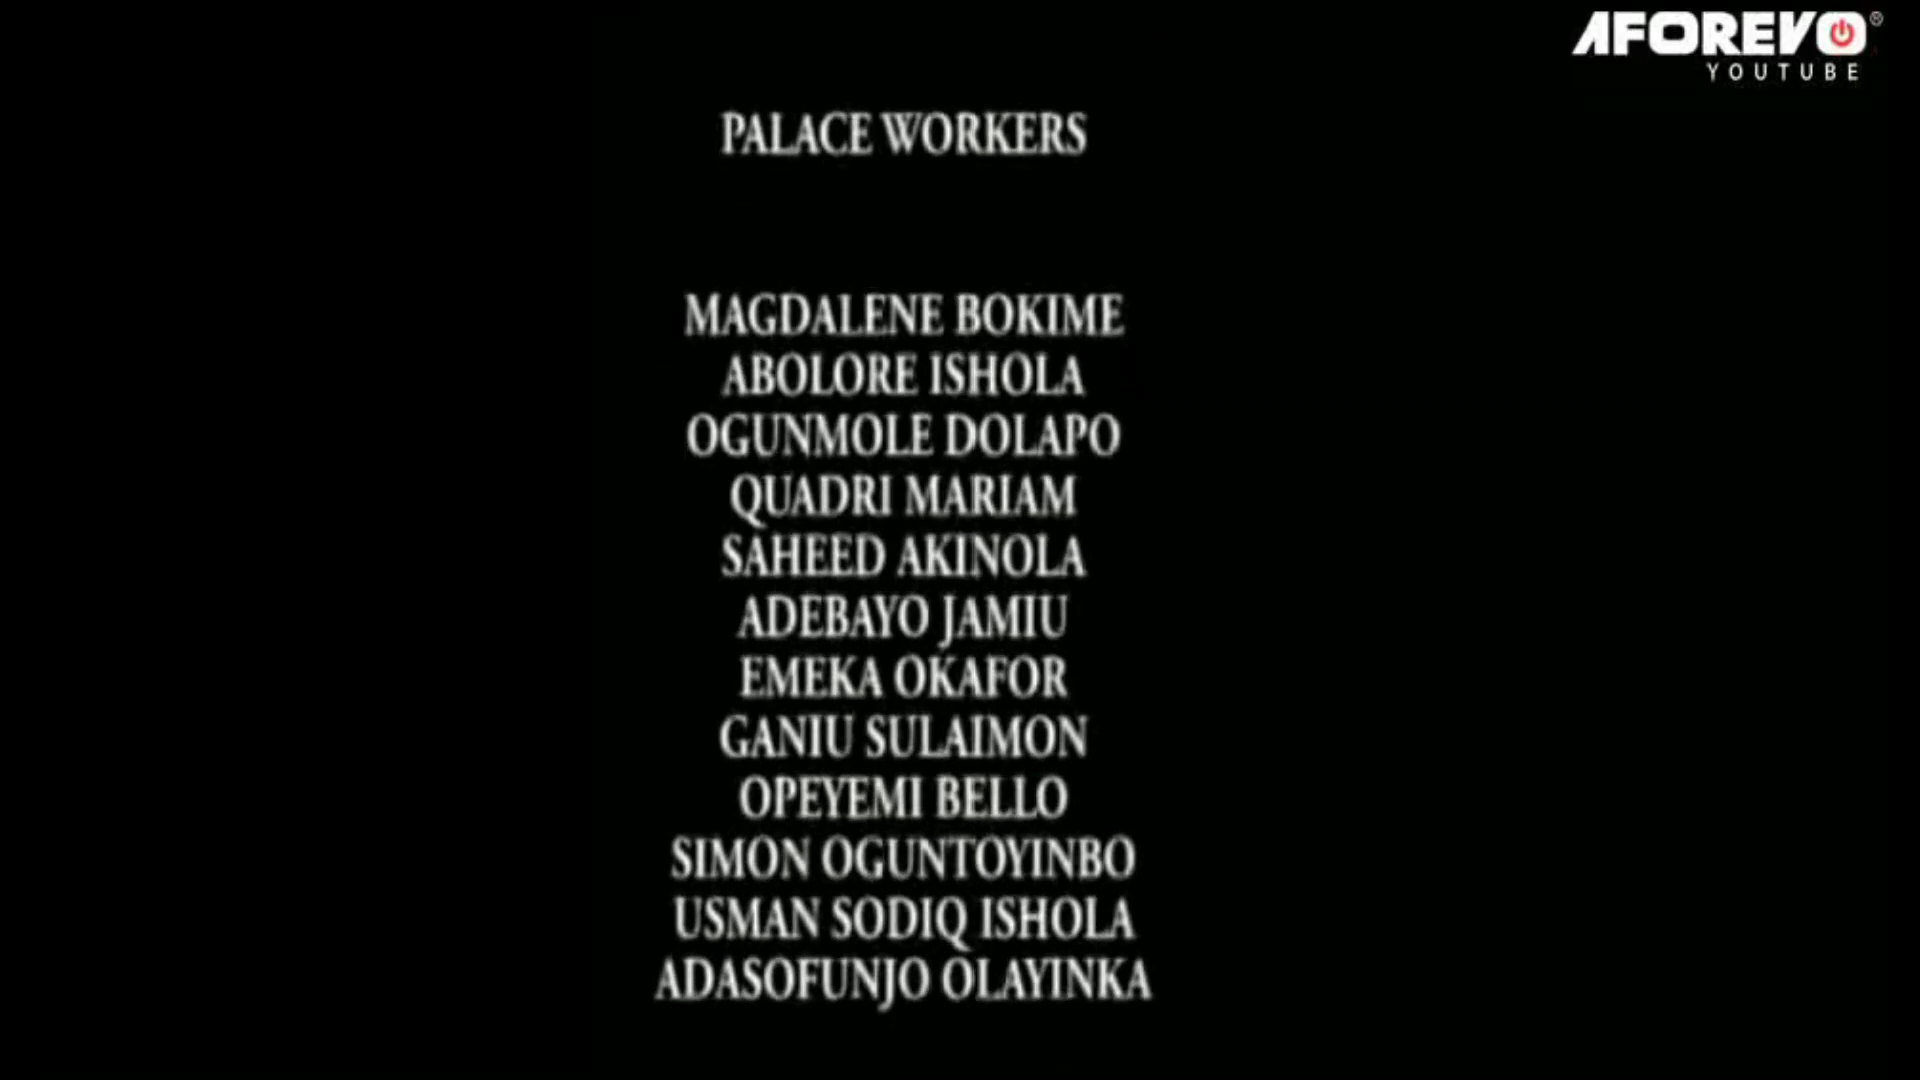 AFOREVO®
YOUTUBE
PALACE WORKERS
MAGDALENE BOKIME
ABOLORE ISHOLA
OGUNMOLE DOLAPO
QUADRI MARIAM
SAHEED AKINOLA
ADEBAYO JAMIU
EMEKA OKAFOR
GANIU SULAIMON
OPEYEMI BELLO
SIMON OGUNTOYINBO
USMAN SODIQ ISHOLA
ADASOFUNJO OLAYINKA